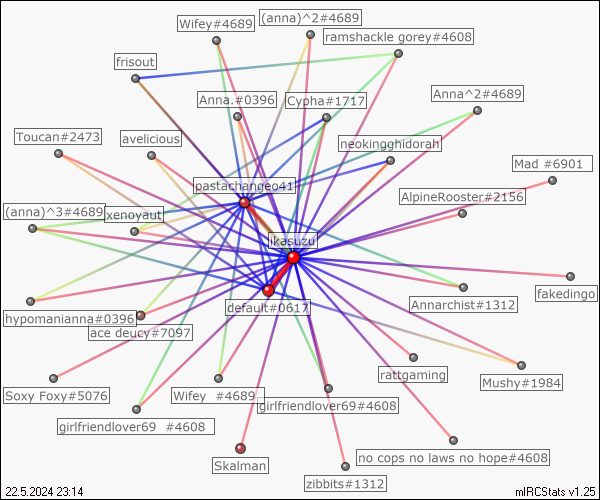 Wifey#4689
(anna)^2#4689
ramshackle gorey#4608
frisout
Anna.#0396
Cypha#1717
Anna^2#4689
Toucan#2473
avelicious
neokingghidorah
Mad #6901
pastachangeo41
AlpineRooster#2156
(anna)^3#4689
xenoyaut
ikasuzu
fakedingo
hypomanianna#0396
default#0617
Annarchist#1312
ace deucy#7097
rattgaming
Mushy#1984
Soxy Foxy#5076
Wifey #4689
girlfriendlover69#4608
girlfriendlover69 #4608
no cops no laws no hope#4608
Skalman
zibbits#1312
22.5.2024 23:14
mIRCStats v1.25